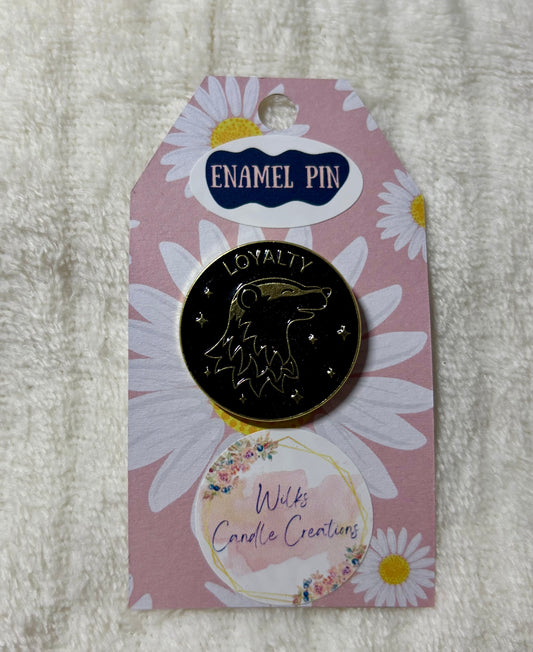 ENAMEL PIN
LOYALTY
Wilks
Candle Creations